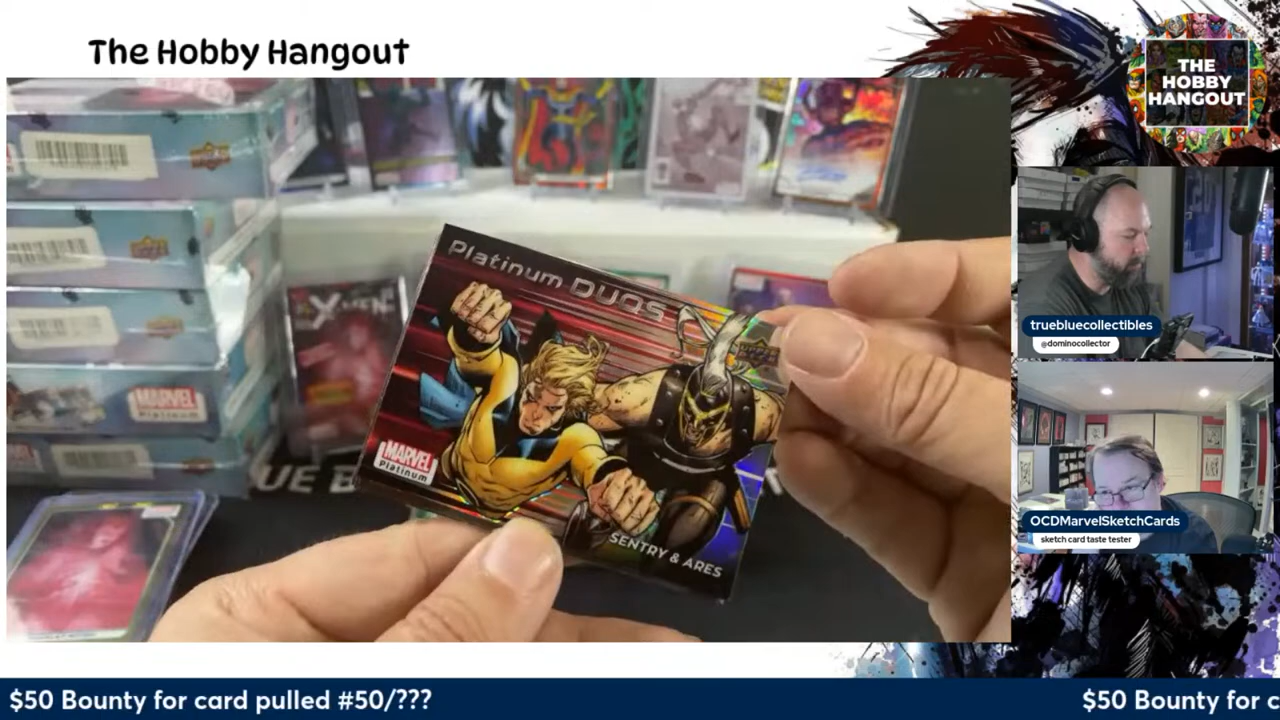 The Hobby Hangout
THE
HOBBY
HANGOUT
X-MEN
Platinum DUOS
MARVEL
Platinum
SENTRY & ARES
MARVEL
Platinum
truebluecollectibles
@dominocollector
OCDMarvelSketchCards
sketch card taste tester
$50 Bounty for card pulled #50/???
$50 Bounty for c